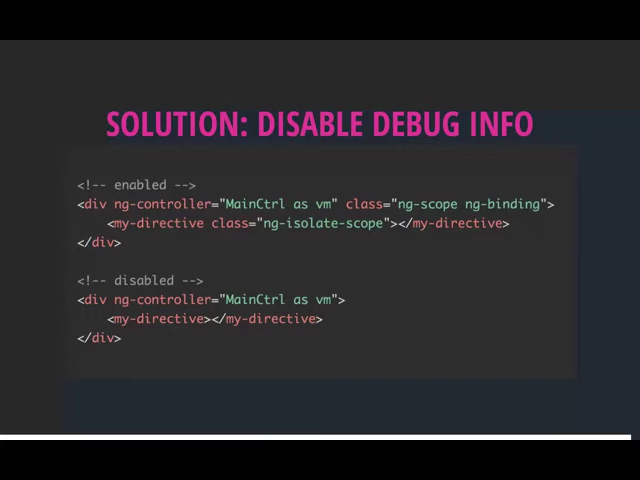 SOLUTION: DISABLE DEBUG INFO
<!-- enabled -->
<div ng-controller="MainCtrl as vm" class="ng-scope ng-binding">
    <my-directive class="ng-isolate-scope"></my-directive>
</div>
<!-- disabled -->
<div ng-controller="MainCtrl as vm">
    <my-directive></my-directive>
</div>